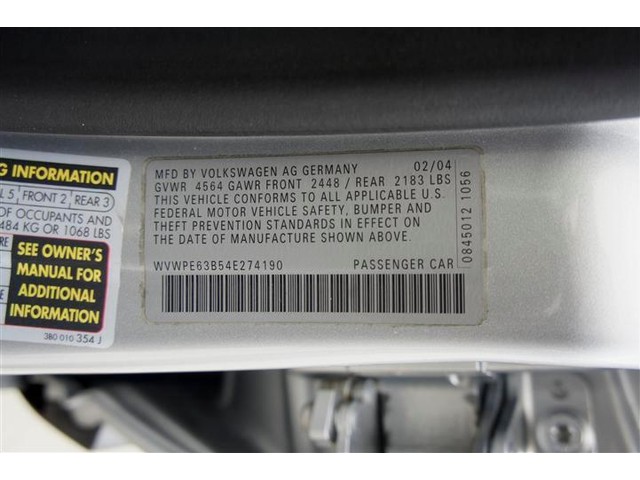 G INFORMATION
L 5 FRONT 2 REAR 3
OF OCCUPANTS AND
484 KG OR 1068 LBS
SEE OWNER'S
MANUAL FOR
ADDITIONAL
INFORMATION
3B0 010 354 J
MFD BY VOLKSWAGEN AG GERMANY 02/04
GVWR 4564 GAWR FRONT 2448 / REAR 2183 LBS
THIS VEHICLE CONFORMS TO ALL APPLICABLE U.S.
FEDERAL MOTOR VEHICLE SAFETY, BUMPER AND
THEFT PREVENTION STANDARDS IN EFFECT ON
THE DATE OF MANUFACTURE SHOWN ABOVE.
WVWPE63B54E274190 PASSENGER CAR
0845012 1056